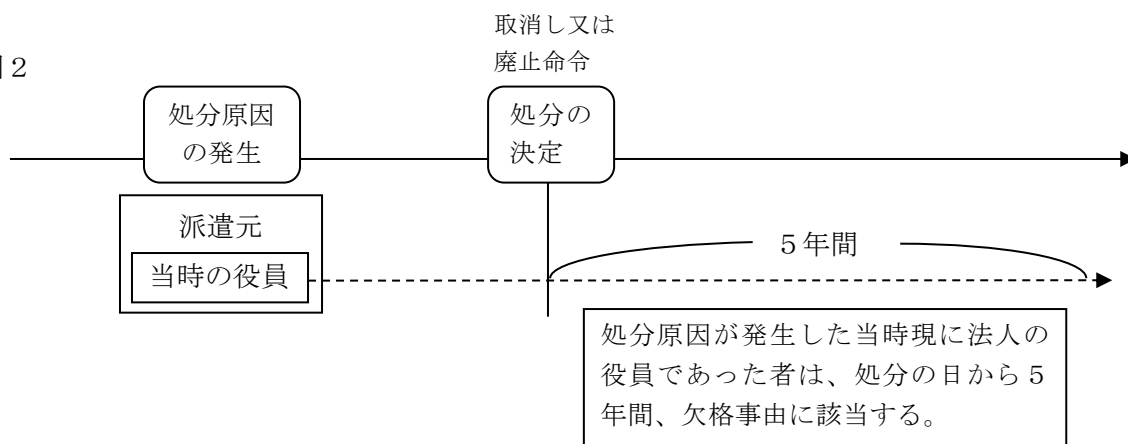 取消し又は
廃止命令
２
処分原因
の発生
処分の
決定
派遣元
当時の役員
５年間
処分原因が発生した当時現に法人の
役員であった者は、処分の日から５
年間、欠格事由に該当する。